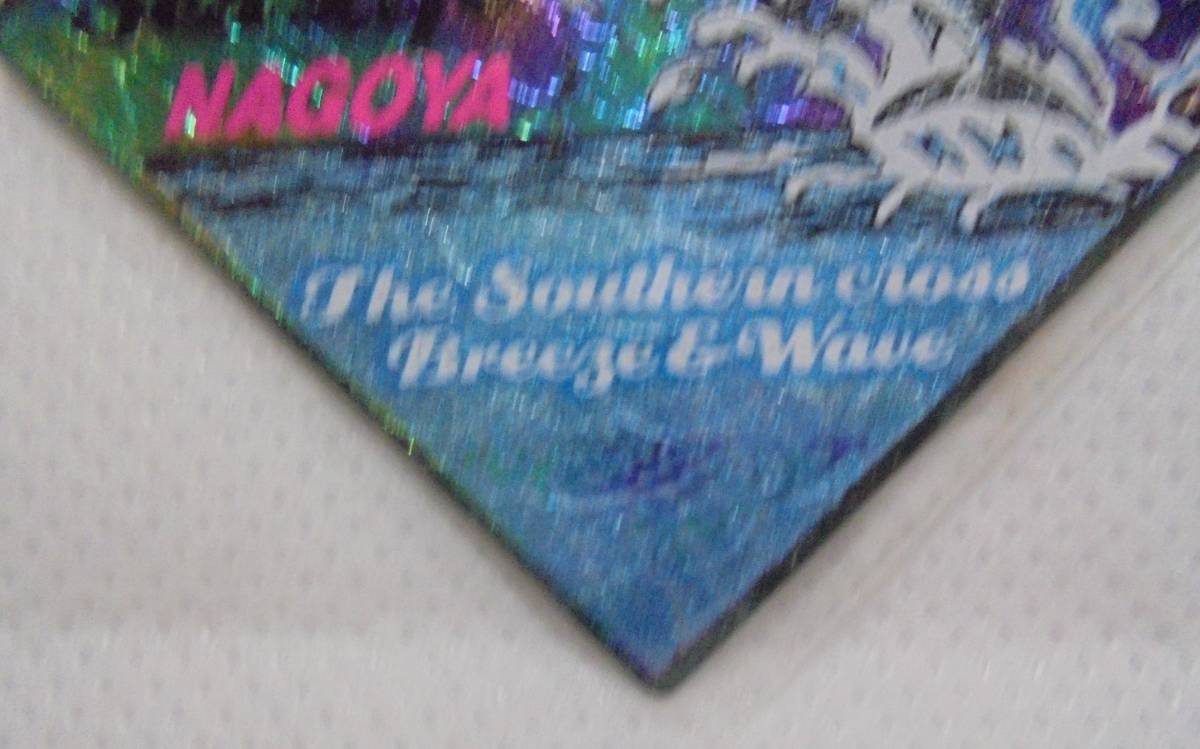 NAGOYA
The Southern cross
Breeze & Wave